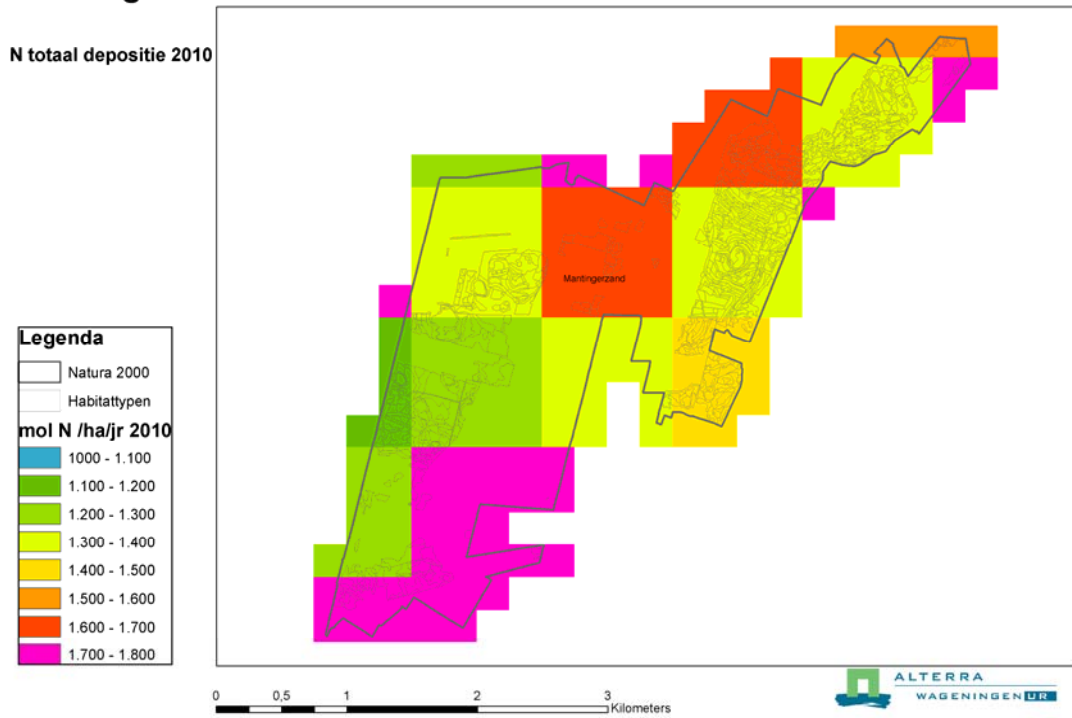 N totaal depositie 2010
Mantingerzand
Legenda
Natura 2000
Habitattypen
mol N /ha/jr 2010
1000 - 1.100
1.100 - 1.200
1.200 - 1.300
1.300 - 1.400
1.400 - 1.500
1.500 - 1.600
1.600 - 1.700
1.700 - 1.800
0 0,5 1 2 3
Kilometers
ALTERRA
WAGENINGEN UR